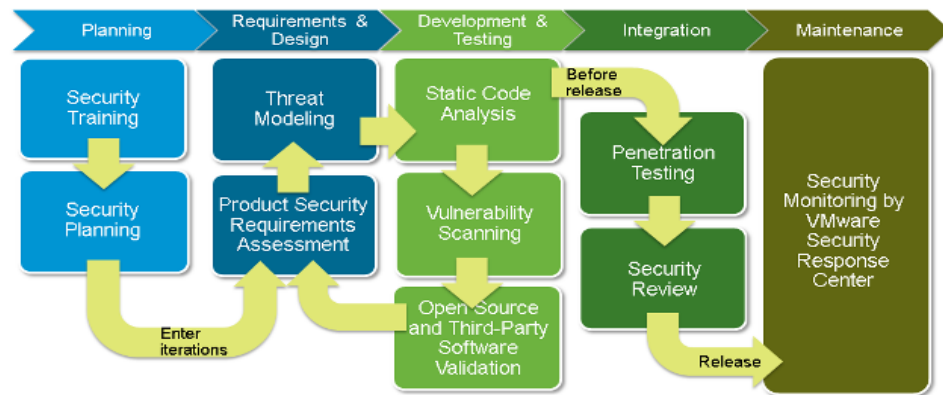 Planning
Requirements &
Design
Development &
Testing
Integration
Maintenance
Security
Training
Security
Planning
Enter
iterations
Threat
Modeling
Product Security
Requirements
Assessment
Static Code
Analysis
Vulnerability
Scanning
Open Source
and Third-Party
Software
Validation
Before
release
Penetration
Testing
Security
Review
Release
Security
Monitoring by
VMware
Security
Response
Center